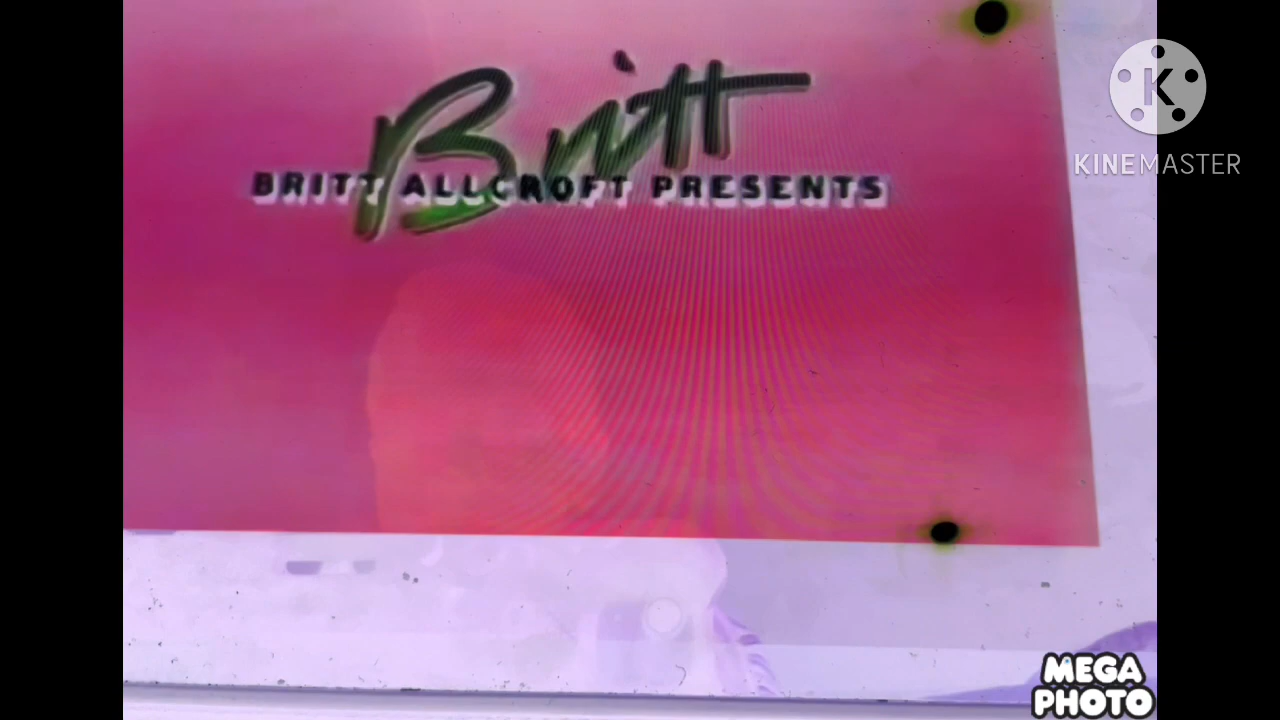 Britt
BRITT ALLCROFT PRESENTS
K
KINEMASTER
MEGA
PHOTO